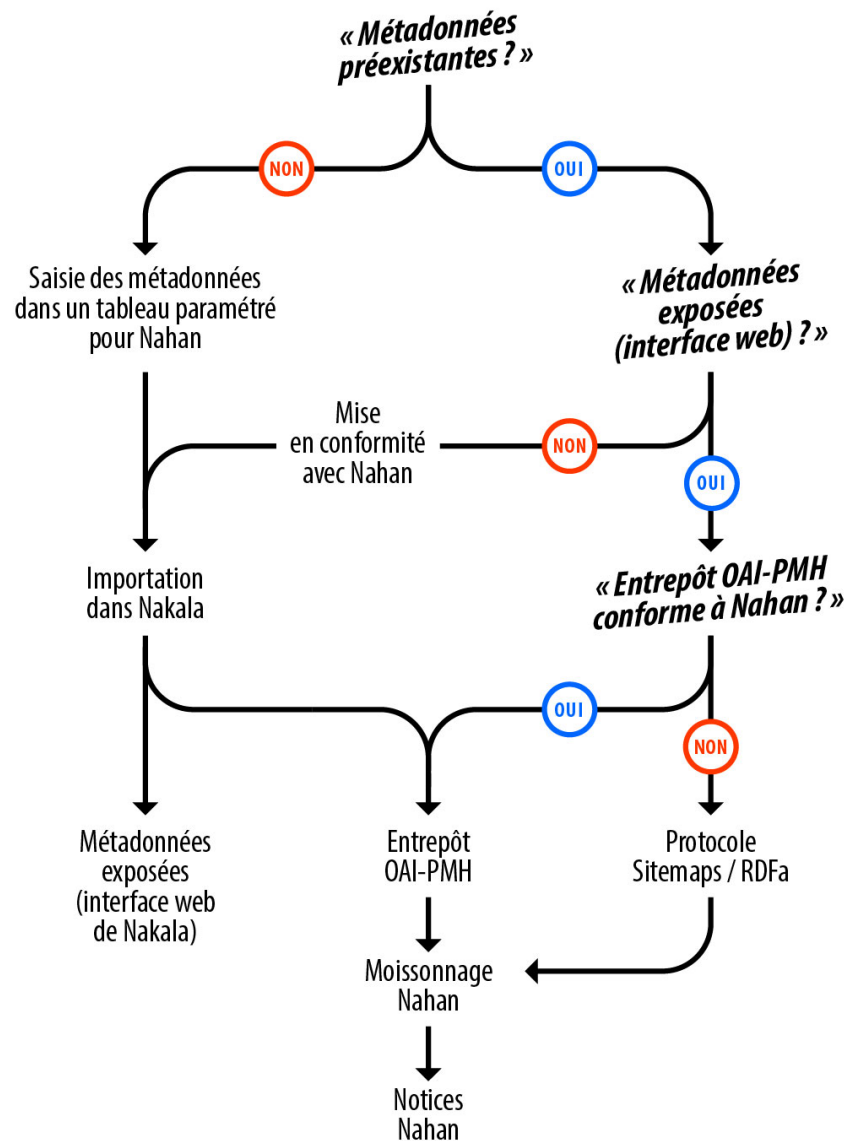 « Métadonnées
préexistantes ? »
NON
OUI
Saisie des métadonnées
dans un tableau paramétré
pour Nahan
« Métadonnées
exposées
(interface web) ? »
Mise
en conformité
avec Nahan
NON
OUI
Importation
dans Nakala
« Entrepôt OAI-PMH
conforme à Nahan ? »
OUI
NON
Métadonnées
exposées
(interface web
de Nakala)
Entrepôt
OAI-PMH
Protocole
Sitemaps / RDFa
Moissonnage
Nahan
Notices
Nahan